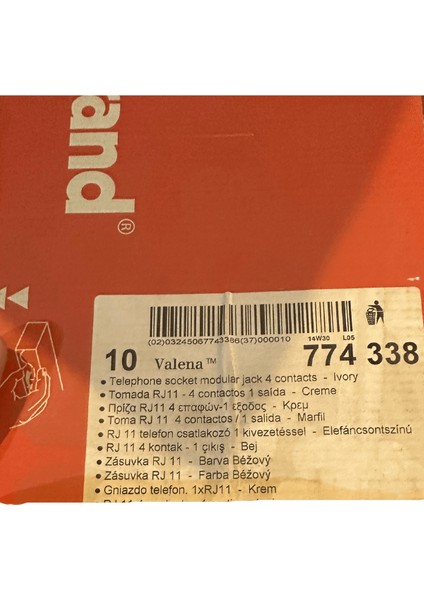 rand®
(02)03245067743386(37)000010
14W30 L05
10 Valena™ 774 338
• Telephone socket modular jack 4 contacts - Ivory
• Tomada RJ11 - 4 contactos 1 saída - Creme
• Πρίζα RJ11 4 επαφών-1 εξοδος - Κρεμ
• Toma RJ 11 4 contactos / 1 salida - Marfil
• RJ 11 telefon csatlakozó 1 kivezetéssel - Elefáncsontszínű
• RJ 11 4 kontak - 1 çikiş - Bej
• Zásuvka RJ 11 - Barva Béžový
• Zásuvka RJ 11 - Farba Béžový
• Gniazdo telefon. 1xRJ11 - Krem